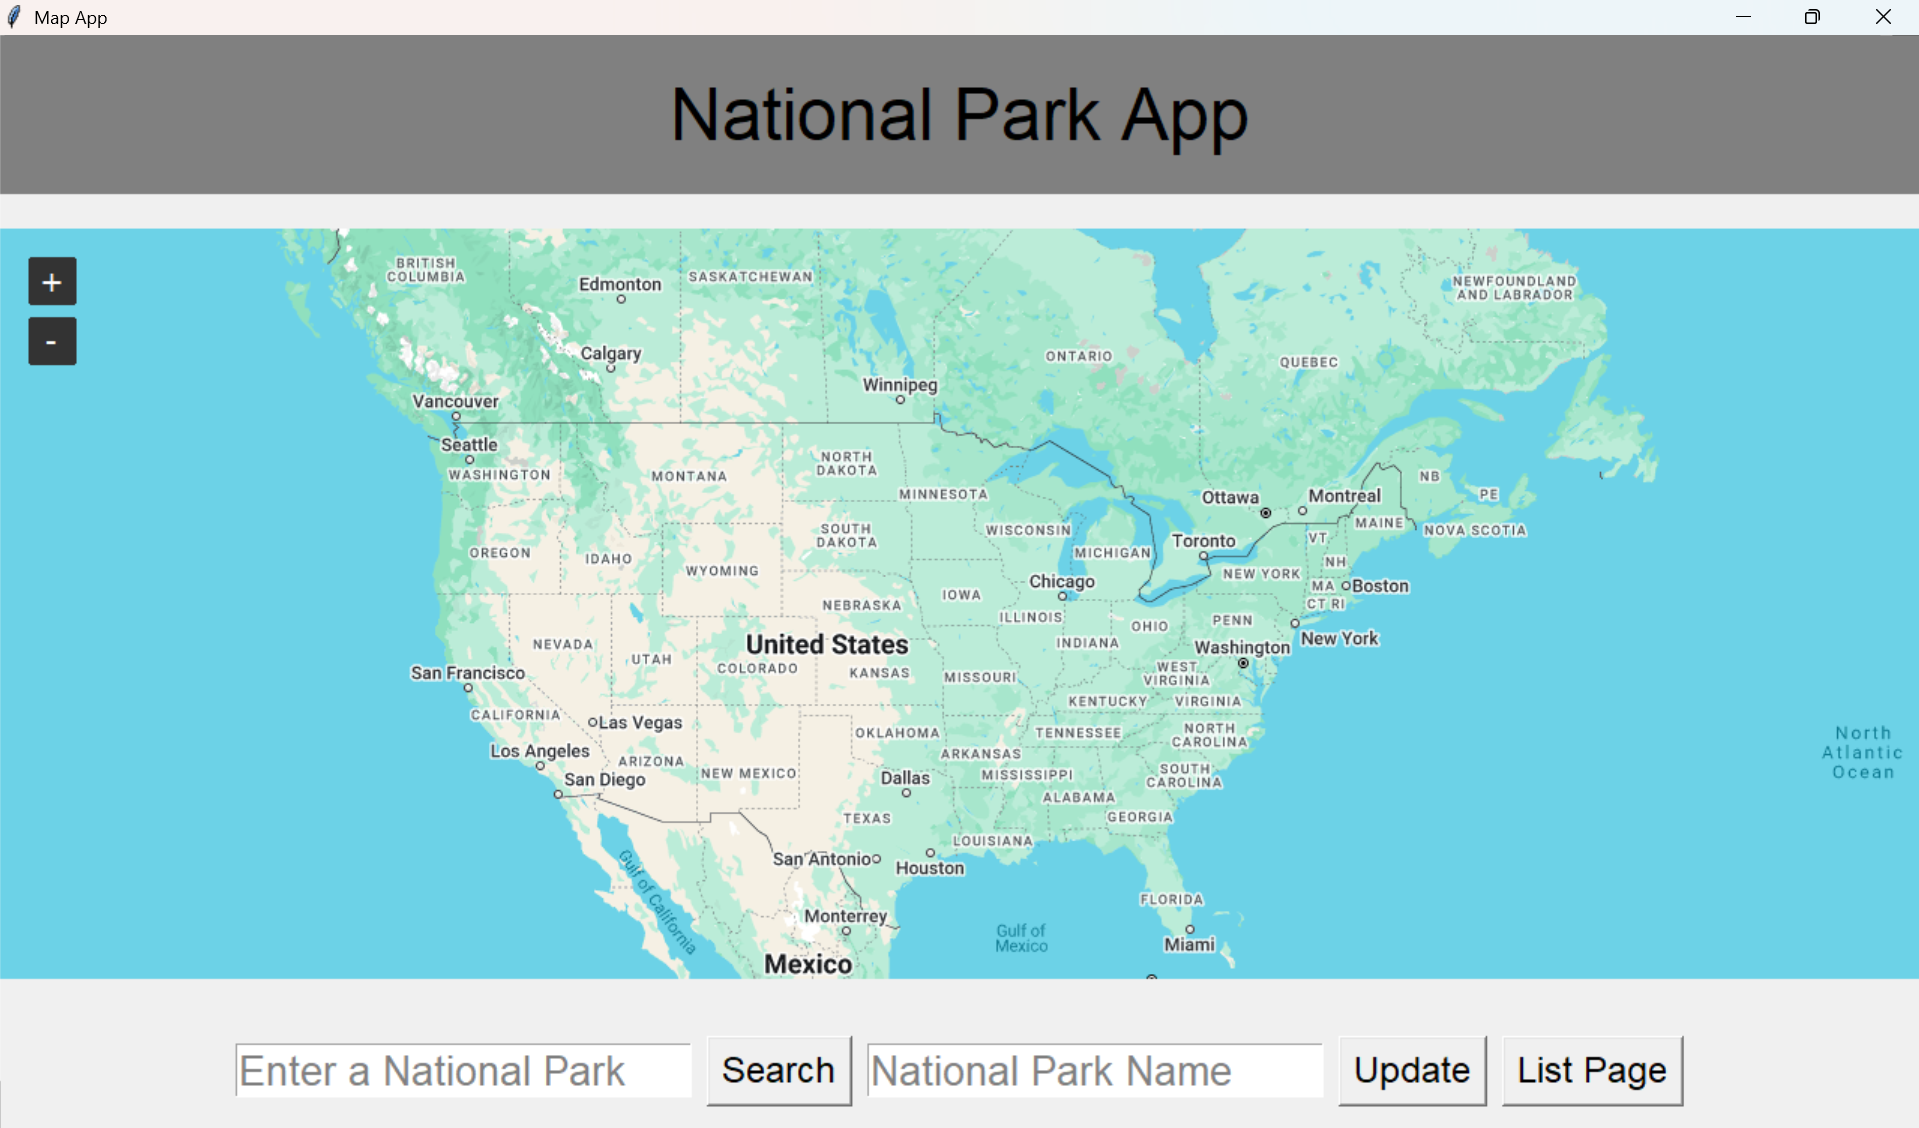 Map App
National Park App
+
-
BRITISH
COLUMBIA
Edmonton
SASKATCHEWAN
NEWFOUNDLAND
AND LABRADOR
Calgary
ONTARIO
QUEBEC
Winnipeg
Vancouver
Seattle
WASHINGTON
MONTANA
NORTH
DAKOTA
MINNESOTA
Ottawa
Montreal
NB
PE
MAINE
NOVA SCOTIA
OREGON
IDAHO
WYOMING
SOUTH
DAKOTA
WISCONSIN
MICHIGAN
Toronto
VT
NH
NEW YORK
MA
Boston
CT RI
Chicago
IOWA
NEBRASKA
ILLINOIS
INDIANA
OHIO
PENN
New York
Washington
NEVADA
UTAH
United States
COLORADO
KANSAS
MISSOURI
WEST
VIRGINIA
San Francisco
KENTUCKY
VIRGINIA
CALIFORNIA
Las Vegas
OKLAHOMA
TENNESSEE
NORTH
CAROLINA
North
Atlantic
Ocean
Los Angeles
ARIZONA
NEW MEXICO
ARKANSAS
San Diego
Dallas
MISSISSIPPI
SOUTH
CAROLINA
ALABAMA
TEXAS
GEORGIA
LOUISIANA
San Antonio
Houston
Gulf of California
FLORIDA
Monterrey
Gulf of
Mexico
Miami
Mexico
Enter a National Park
Search
National Park Name
Update
List Page